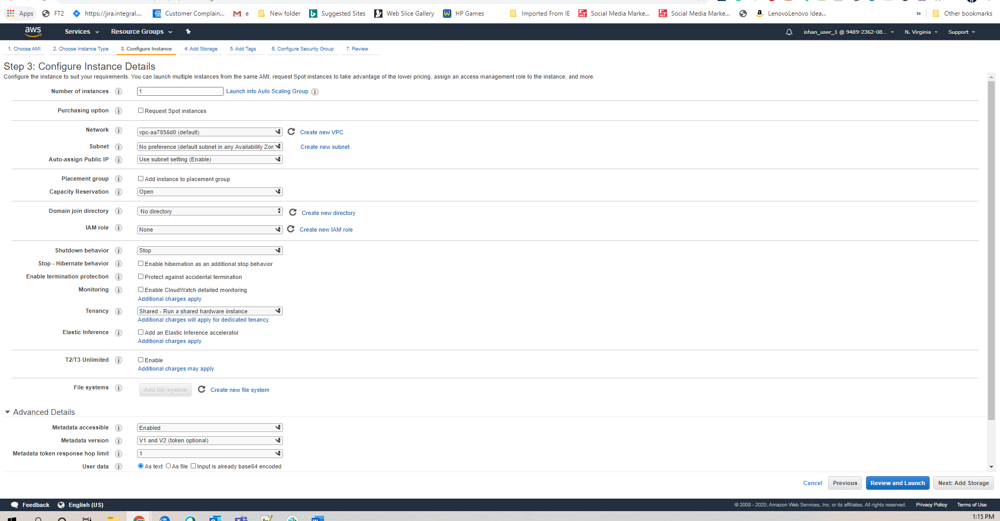 Apps FT2 https://jira.integral.... Customer Complain... e New folder Suggested Sites Web Slice Gallery HP Games Imported From IE Social Media Marke... Social Media Marke... LenovoLenovo Idea... » Other bookmarks
aws Services Resource Groups ishan_user_1 @ 9489-2362-08... N. Virginia Support
1. Choose AMI 2. Choose Instance Type 3. Configure Instance 4. Add Storage 5. Add Tags 6. Configure Security Group 7. Review
Step 3: Configure Instance Details
Configure the instance to suit your requirements. You can launch multiple instances from the same AMI, request Spot instances to take advantage of the lower pricing, assign an access management role to the instance, and more.
Number of instances i 1 Launch into Auto Scaling Group i
Purchasing option i Request Spot instances
Network i vpc-aa7856d0 (default) Create new VPC
Subnet i No preference (default subnet in any Availability Zon Create new subnet
Auto-assign Public IP i Use subnet setting (Enable)
Placement group i Add instance to placement group
Capacity Reservation i Open
Domain join directory i No directory Create new directory
IAM role i None Create new IAM role
Shutdown behavior i Stop
Stop - Hibernate behavior i Enable hibernation as an additional stop behavior
Enable termination protection i Protect against accidental termination
Monitoring i Enable CloudWatch detailed monitoring
Additional charges apply.
Tenancy i Shared - Run a shared hardware instance
Additional charges will apply for dedicated tenancy.
Elastic Inference i Add an Elastic Inference accelerator
Additional charges apply.
T2/T3 Unlimited i Enable
Additional charges may apply
File systems i Add file system Create new file system
Advanced Details
Metadata accessible i Enabled
Metadata version i V1 and V2 (token optional)
Metadata token response hop limit i 1
User data i As text As file Input is already base64 encoded
Cancel Previous Review and Launch Next: Add Storage
Feedback English (US) © 2008 - 2020, Amazon Web Services, Inc. or its affiliates. All rights reserved. Privacy Policy Terms of Use
1:15 PM